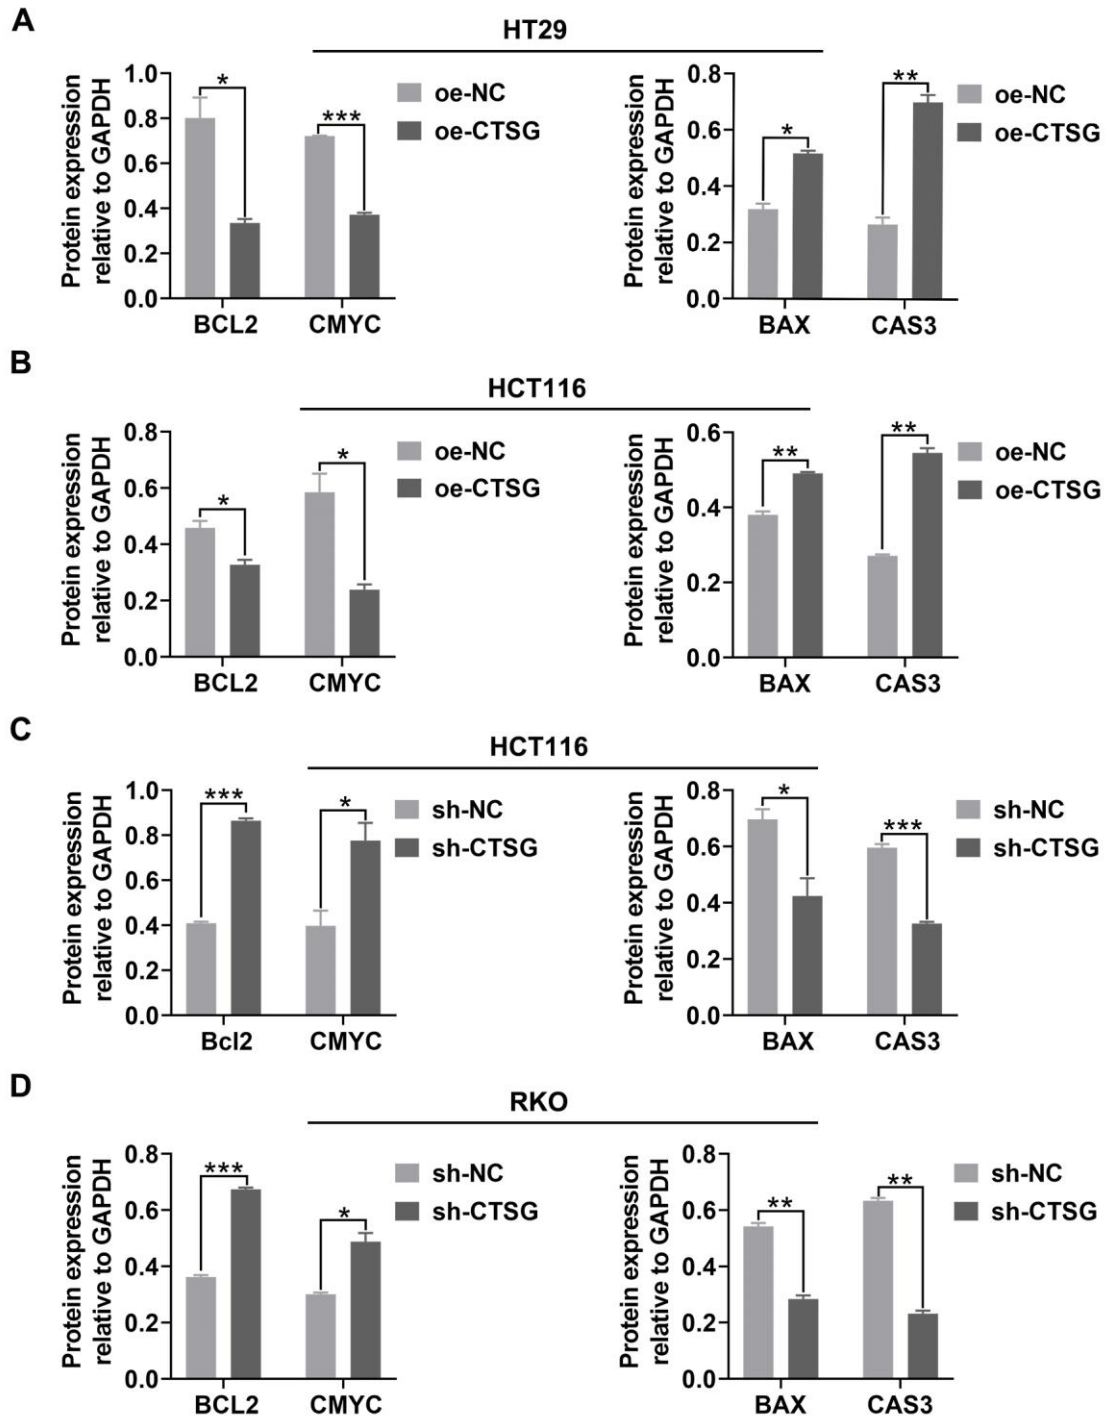 A
HT29
Protein expression
relative to GAPDH
1.0
0.8
0.6
0.4
0.2
0.0
*
***
BCL2
CMYC
oe-NC
oe-CTSG
Protein expression
relative to GAPDH
0.8
0.6
0.4
0.2
0.0
*
**
BAX
CAS3
oe-NC
oe-CTSG
B
HCT116
Protein expression
relative to GAPDH
0.8
0.6
0.4
0.2
0.0
*
*
BCL2
CMYC
oe-NC
oe-CTSG
Protein expression
relative to GAPDH
0.6
0.4
0.2
0.0
**
**
BAX
CAS3
oe-NC
oe-CTSG
C
HCT116
Protein expression
relative to GAPDH
1.0
0.8
0.6
0.4
0.2
0.0
***
*
Bcl2
CMYC
sh-NC
sh-CTSG
Protein expression
relative to GAPDH
0.8
0.6
0.4
0.2
0.0
*
***
BAX
CAS3
sh-NC
sh-CTSG
D
RKO
Protein expression
relative to GAPDH
0.8
0.6
0.4
0.2
0.0
***
*
BCL2
CMYC
sh-NC
sh-CTSG
Protein expression
relative to GAPDH
0.8
0.6
0.4
0.2
0.0
**
**
BAX
CAS3
sh-NC
sh-CTSG